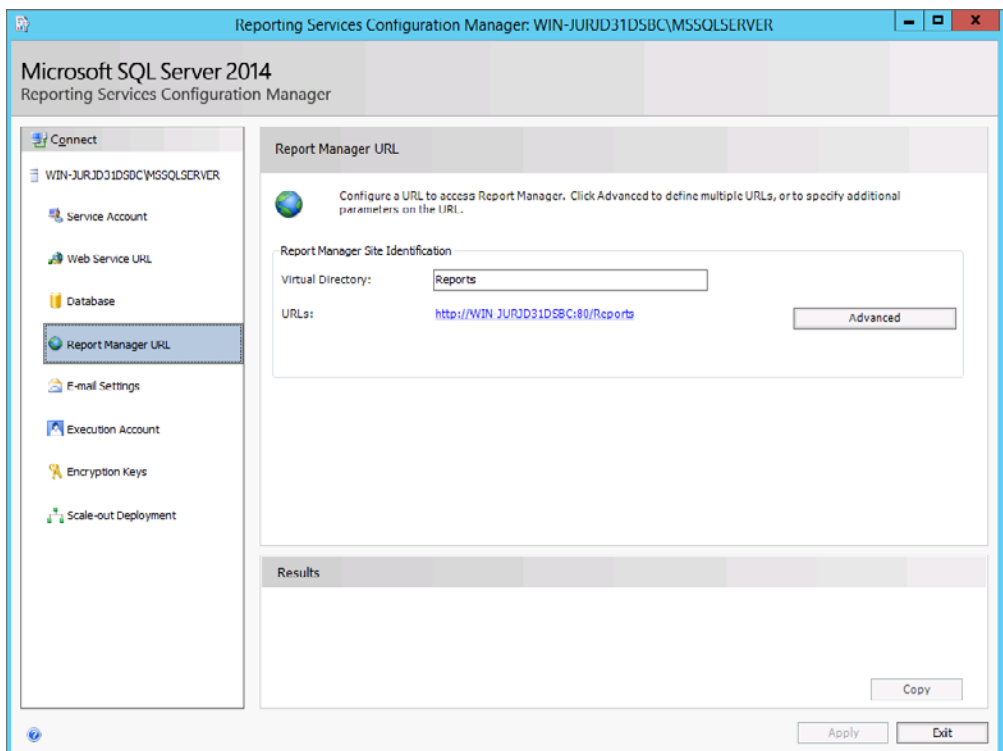 Reporting Services Configuration Manager: WIN-JURJD31DSBC\MSSQLSERVER
Microsoft SQL Server 2014
Reporting Services Configuration Manager
Connect
WIN-JURJD31DSBC\MSSQLSERVER
Service Account
Web Service URL
Database
Report Manager URL
E-mail Settings
Execution Account
Encryption Keys
Scale-out Deployment
Report Manager URL
Configure a URL to access Report Manager. Click Advanced to define multiple URLs, or to specify additional
parameters on the URL.
Report Manager Site Identification
Virtual Directory:
Reports
URLs:
http://WIN-JURJD31DSBC:80/Reports
Advanced
Results
Copy
Apply
Exit